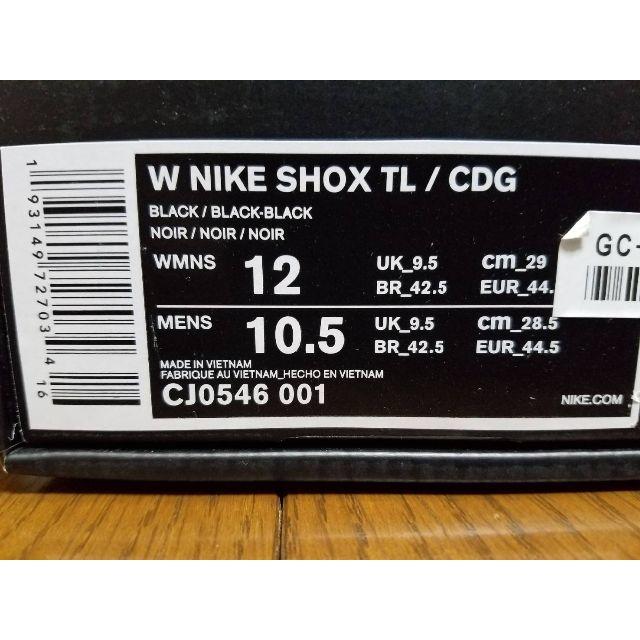 W NIKE SHOX TL / CDG
BLACK / BLACK-BLACK
NOIR / NOIR / NOIR
WMNS 12 UK_9.5 cm_29
BR_42.5 EUR_44.5
MENS 10.5 UK_9.5 cm_28.5
BR_42.5 EUR_44.5
MADE IN VIETNAM
FABRIQUE AU VIETNAM_HECHO EN VIETNAM
CJ0546 001
NIKE.COM
1 93149 72703 4 16
GC-